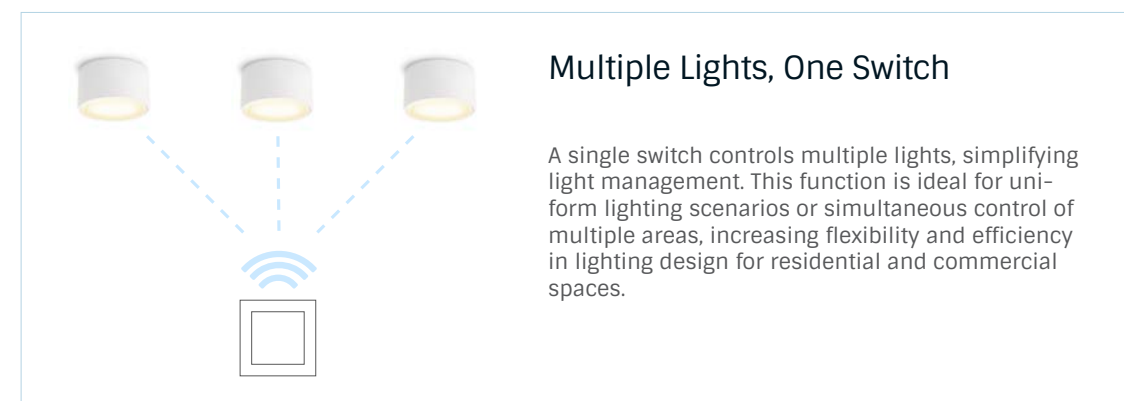 Multiple Lights, One Switch
A single switch controls multiple lights, simplifying
light management. This function is ideal for uni-
form lighting scenarios or simultaneous control of
multiple areas, increasing flexibility and efficiency
in lighting design for residential and commercial
spaces.